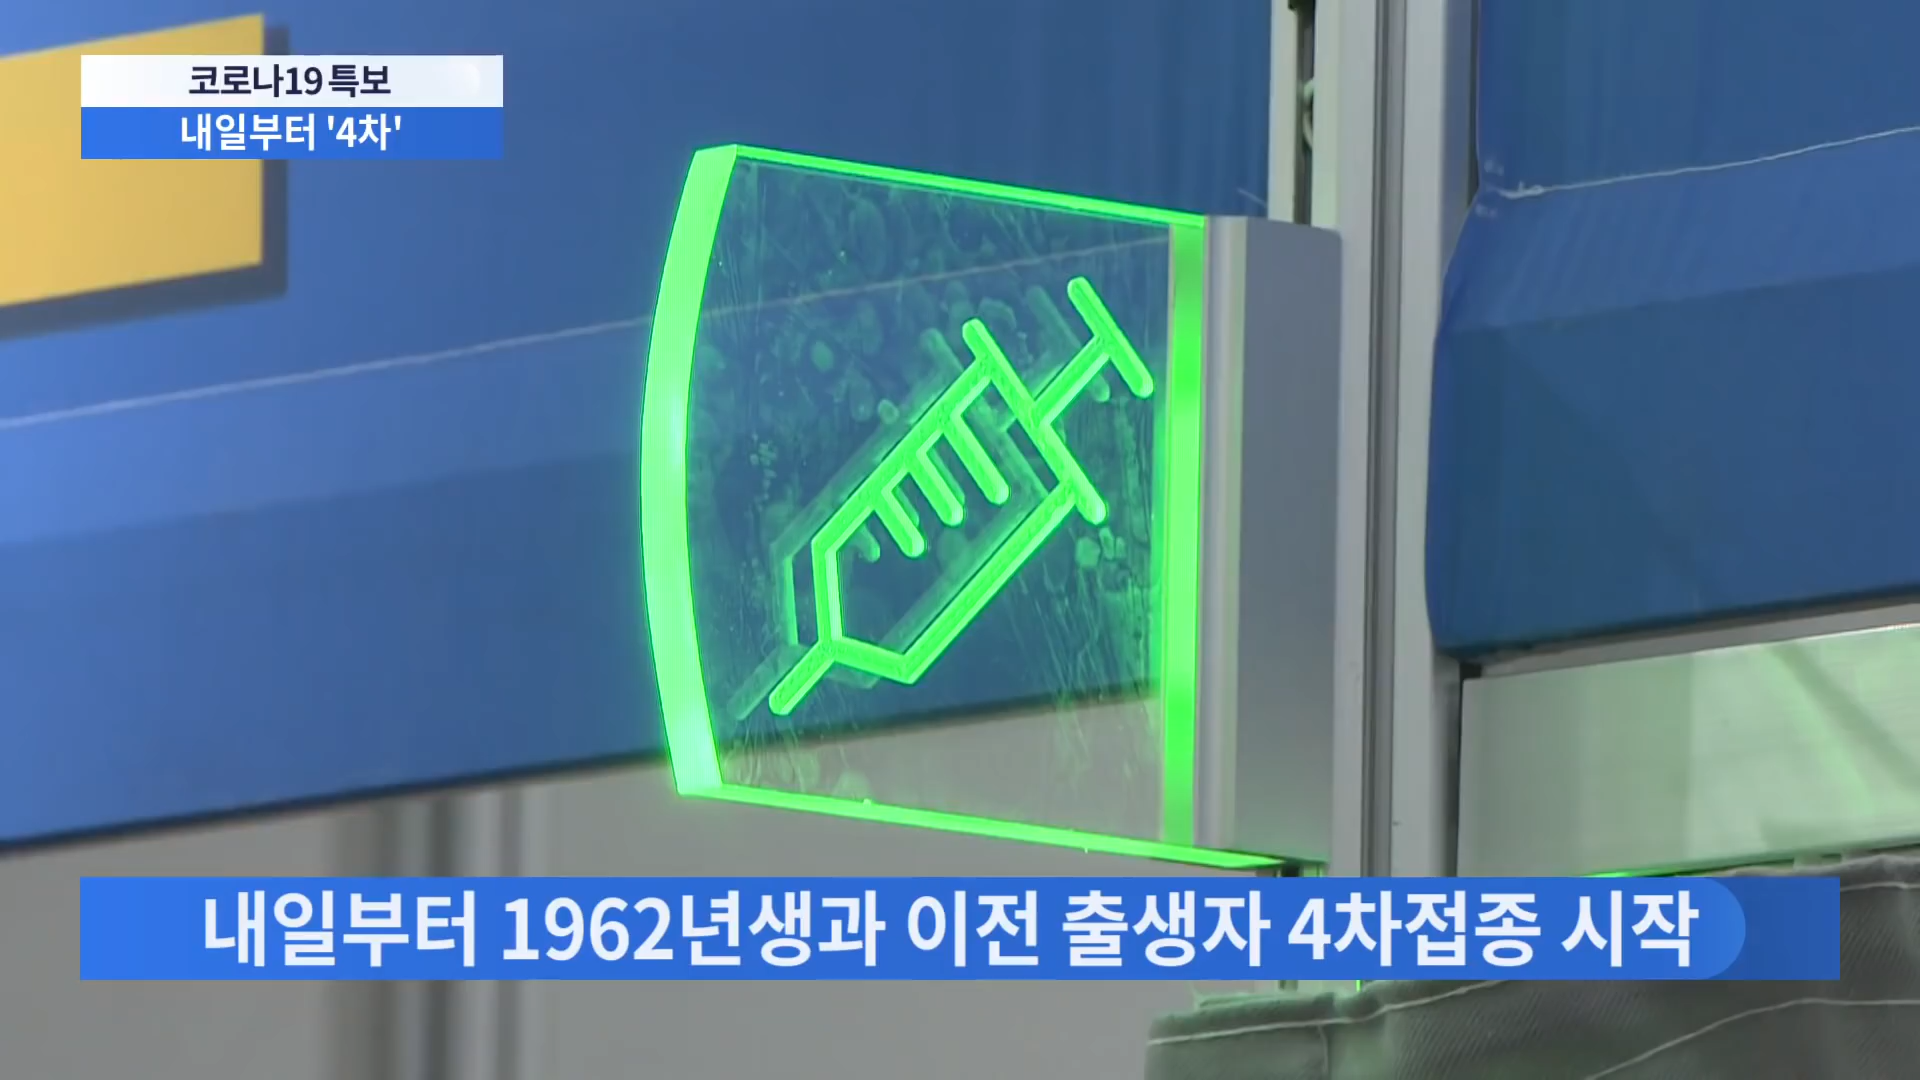 코로나19 특보
내일부터 '4차'
내일부터 1962년생과 이전 출생자 4차접종 시작